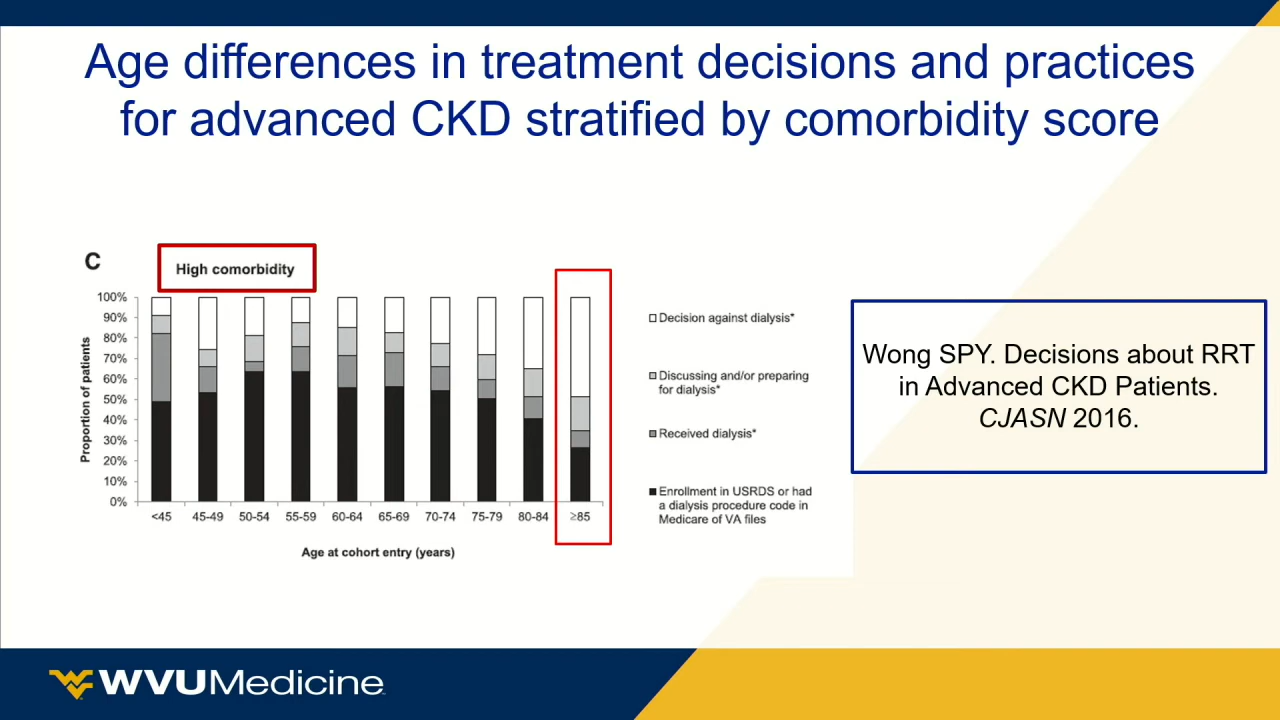 Age differences in treatment decisions and practices
for advanced CKD stratified by comorbidity score
C
High comorbidity
100%
90%
80%
70%
60%
50%
40%
30%
20%
10%
0%
Proportion of patients
<45 45-49 50-54 55-59 60-64 65-69 70-74 75-79 80-84 ≥85
Age at cohort entry (years)
Decision against dialysis*
Discussing and/or preparing
for dialysis*
Received dialysis*
Enrollment in USRDS or had
a dialysis procedure code in
Medicare of VA files
Wong SPY. Decisions about RRT
in Advanced CKD Patients.
CJASN 2016.
WVUMedicine